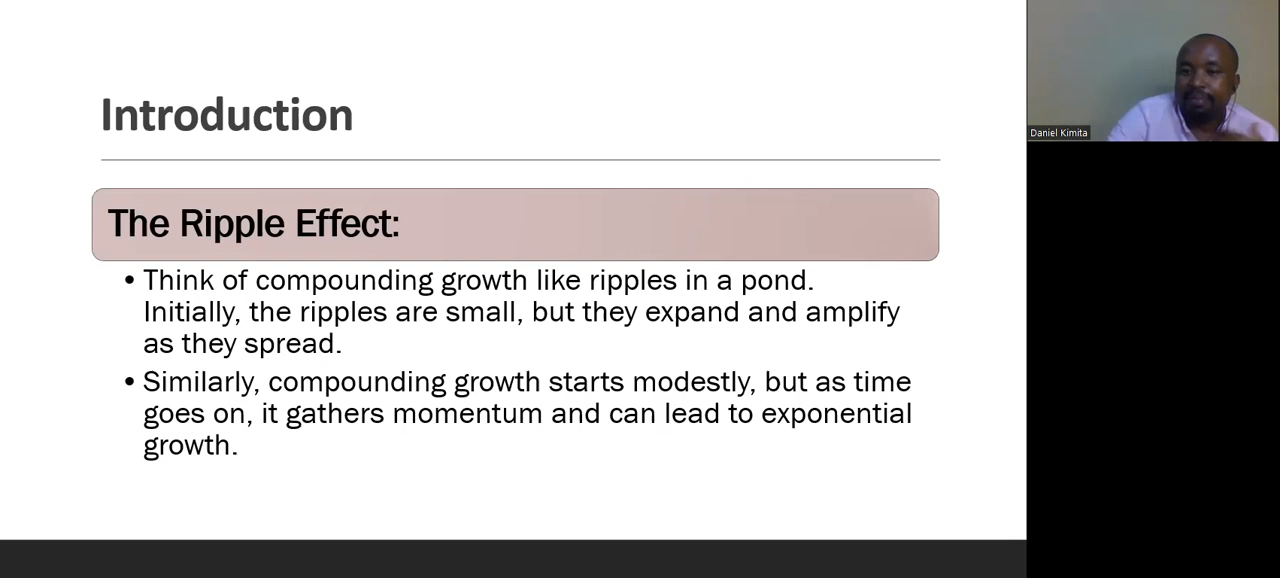 Introduction
The Ripple Effect:
• Think of compounding growth like ripples in a pond.
Initially, the ripples are small, but they expand and amplify
as they spread.
• Similarly, compounding growth starts modestly, but as time
goes on, it gathers momentum and can lead to exponential
growth.
Daniel Kimita